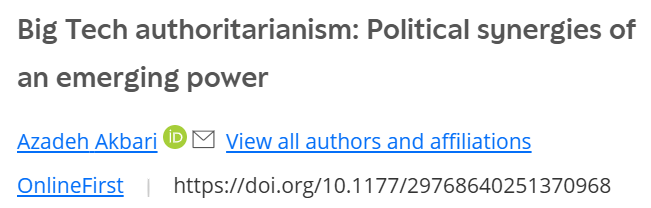 Big Tech authoritarianism: Political synergies of
an emerging power
Azadeh Akbari iD View all authors and affiliations
OnlineFirst | https://doi.org/10.1177/29768640251370968